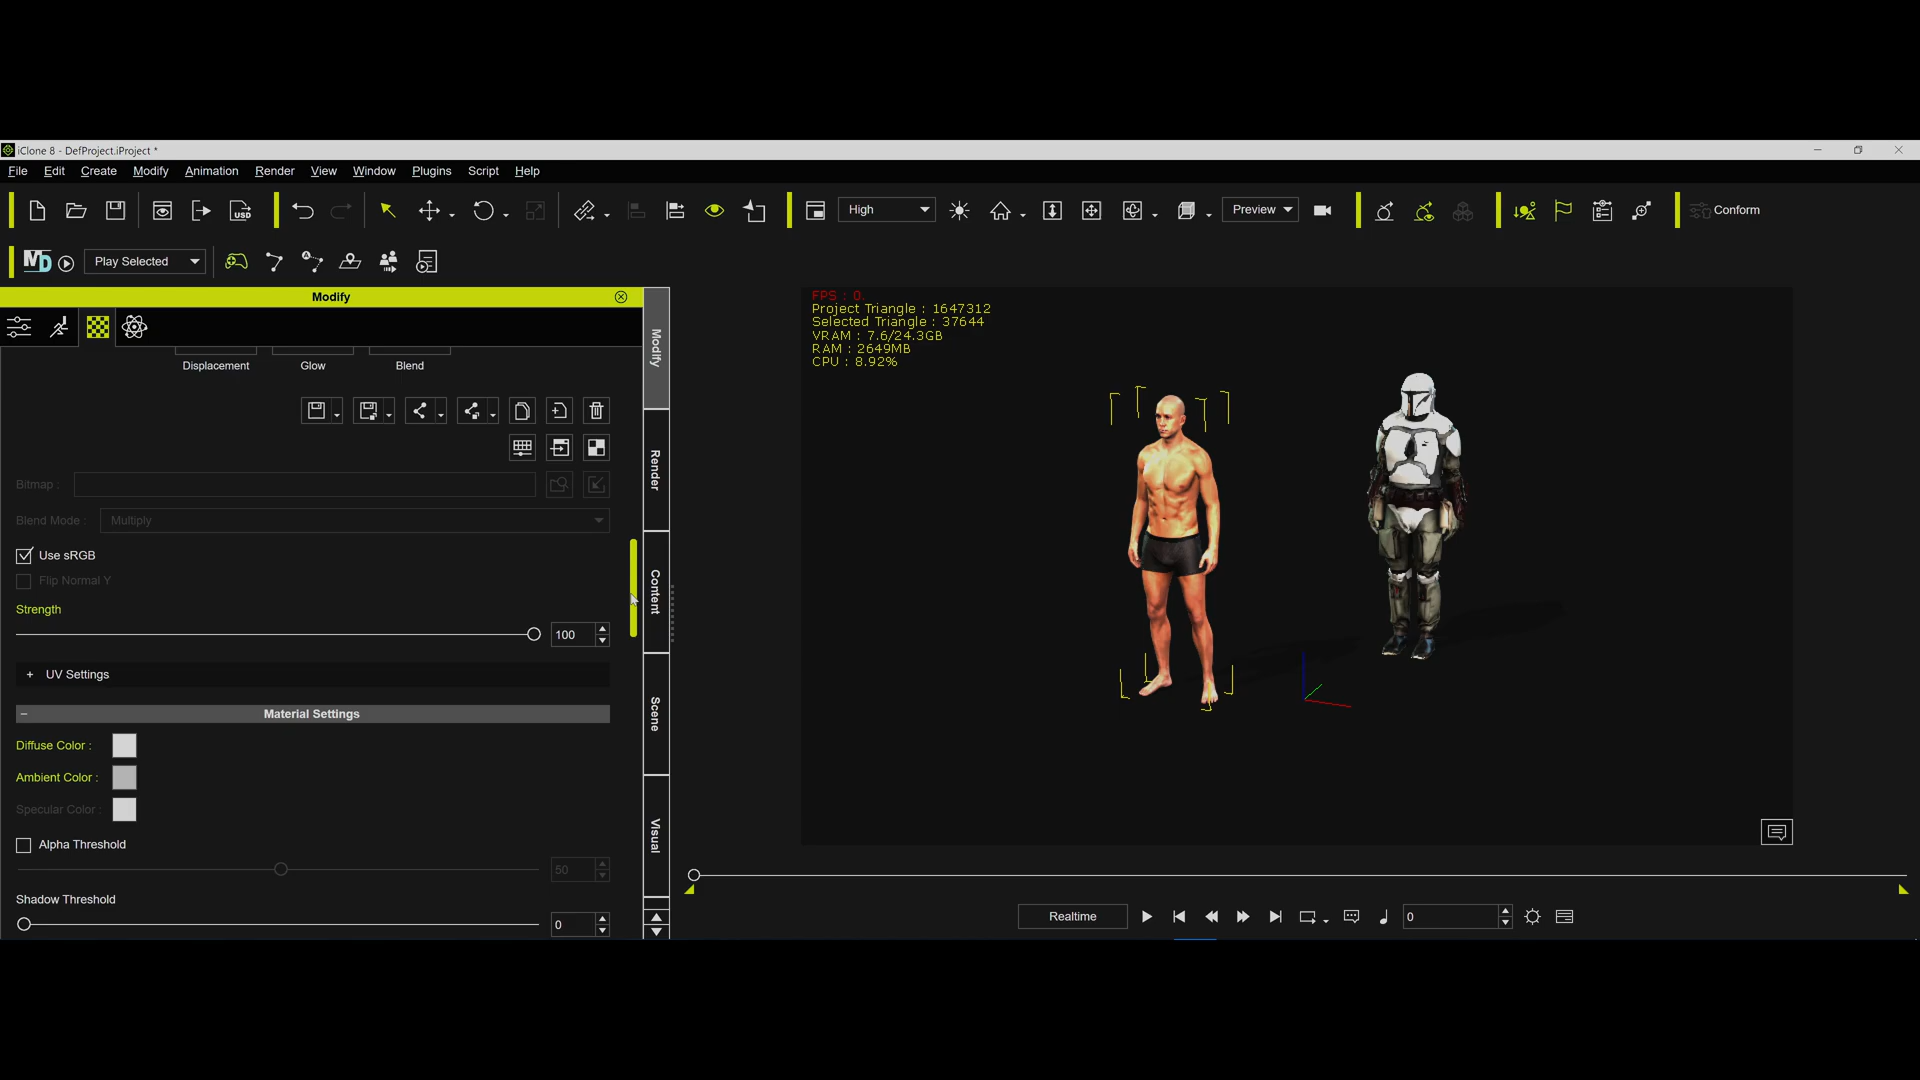 iClone 8 - DefProject.iProject *
File Edit Create Modify Animation Render View Window Plugins Script Help
USD High Preview Conform
MD Play Selected
Modify
Displacement Glow Blend
Bitmap :
Blend Mode : Multiply
Use sRGB
Flip Normal Y
Strength
100
+ UV Settings
− Material Settings
Diffuse Color :
Ambient Color :
Specular Color :
Alpha Threshold
50
Shadow Threshold
0
Modify
Render
Content
Scene
Visual
FPS : 0.
Project Triangle : 1647312
Selected Triangle : 37644
VRAM : 7.6/24.3GB
RAM : 2649MB
CPU : 8.92%
Realtime 0